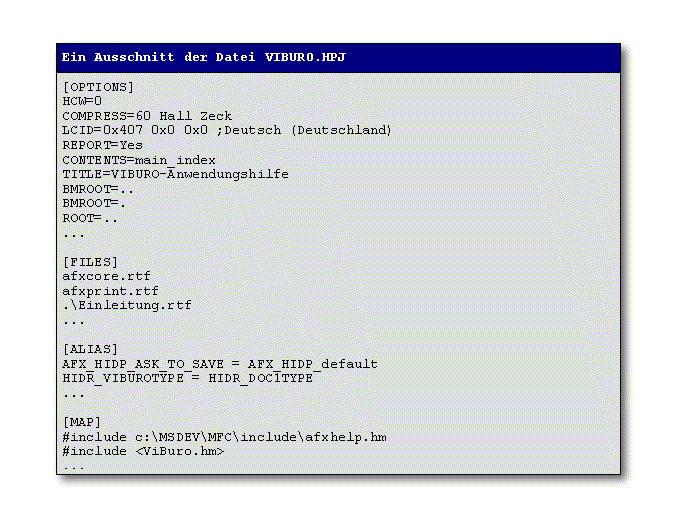 Ein Ausschnitt der Datei VIBURO.HPJ
[OPTIONS]
HCW=0
COMPRESS=60 Hall Zeck
LCID=0x407 0x0 0x0 ;Deutsch (Deutschland)
REPORT=Yes
CONTENTS=main_index
TITLE=VIBURO-Anwendungshilfe
BMROOT=..
BMROOT=.
ROOT=..
...
[FILES]
afxcore.rtf
afxprint.rtf
.\Einleitung.rtf
...
[ALIAS]
AFX_HIDP_ASK_TO_SAVE = AFX_HIDP_default
HIDR_VIBUROTYPE = HIDR_DOC1TYPE
...
[MAP]
#include c:\MSDEV\MFC\include\afxhelp.hm
#include <ViBuro.hm>
...